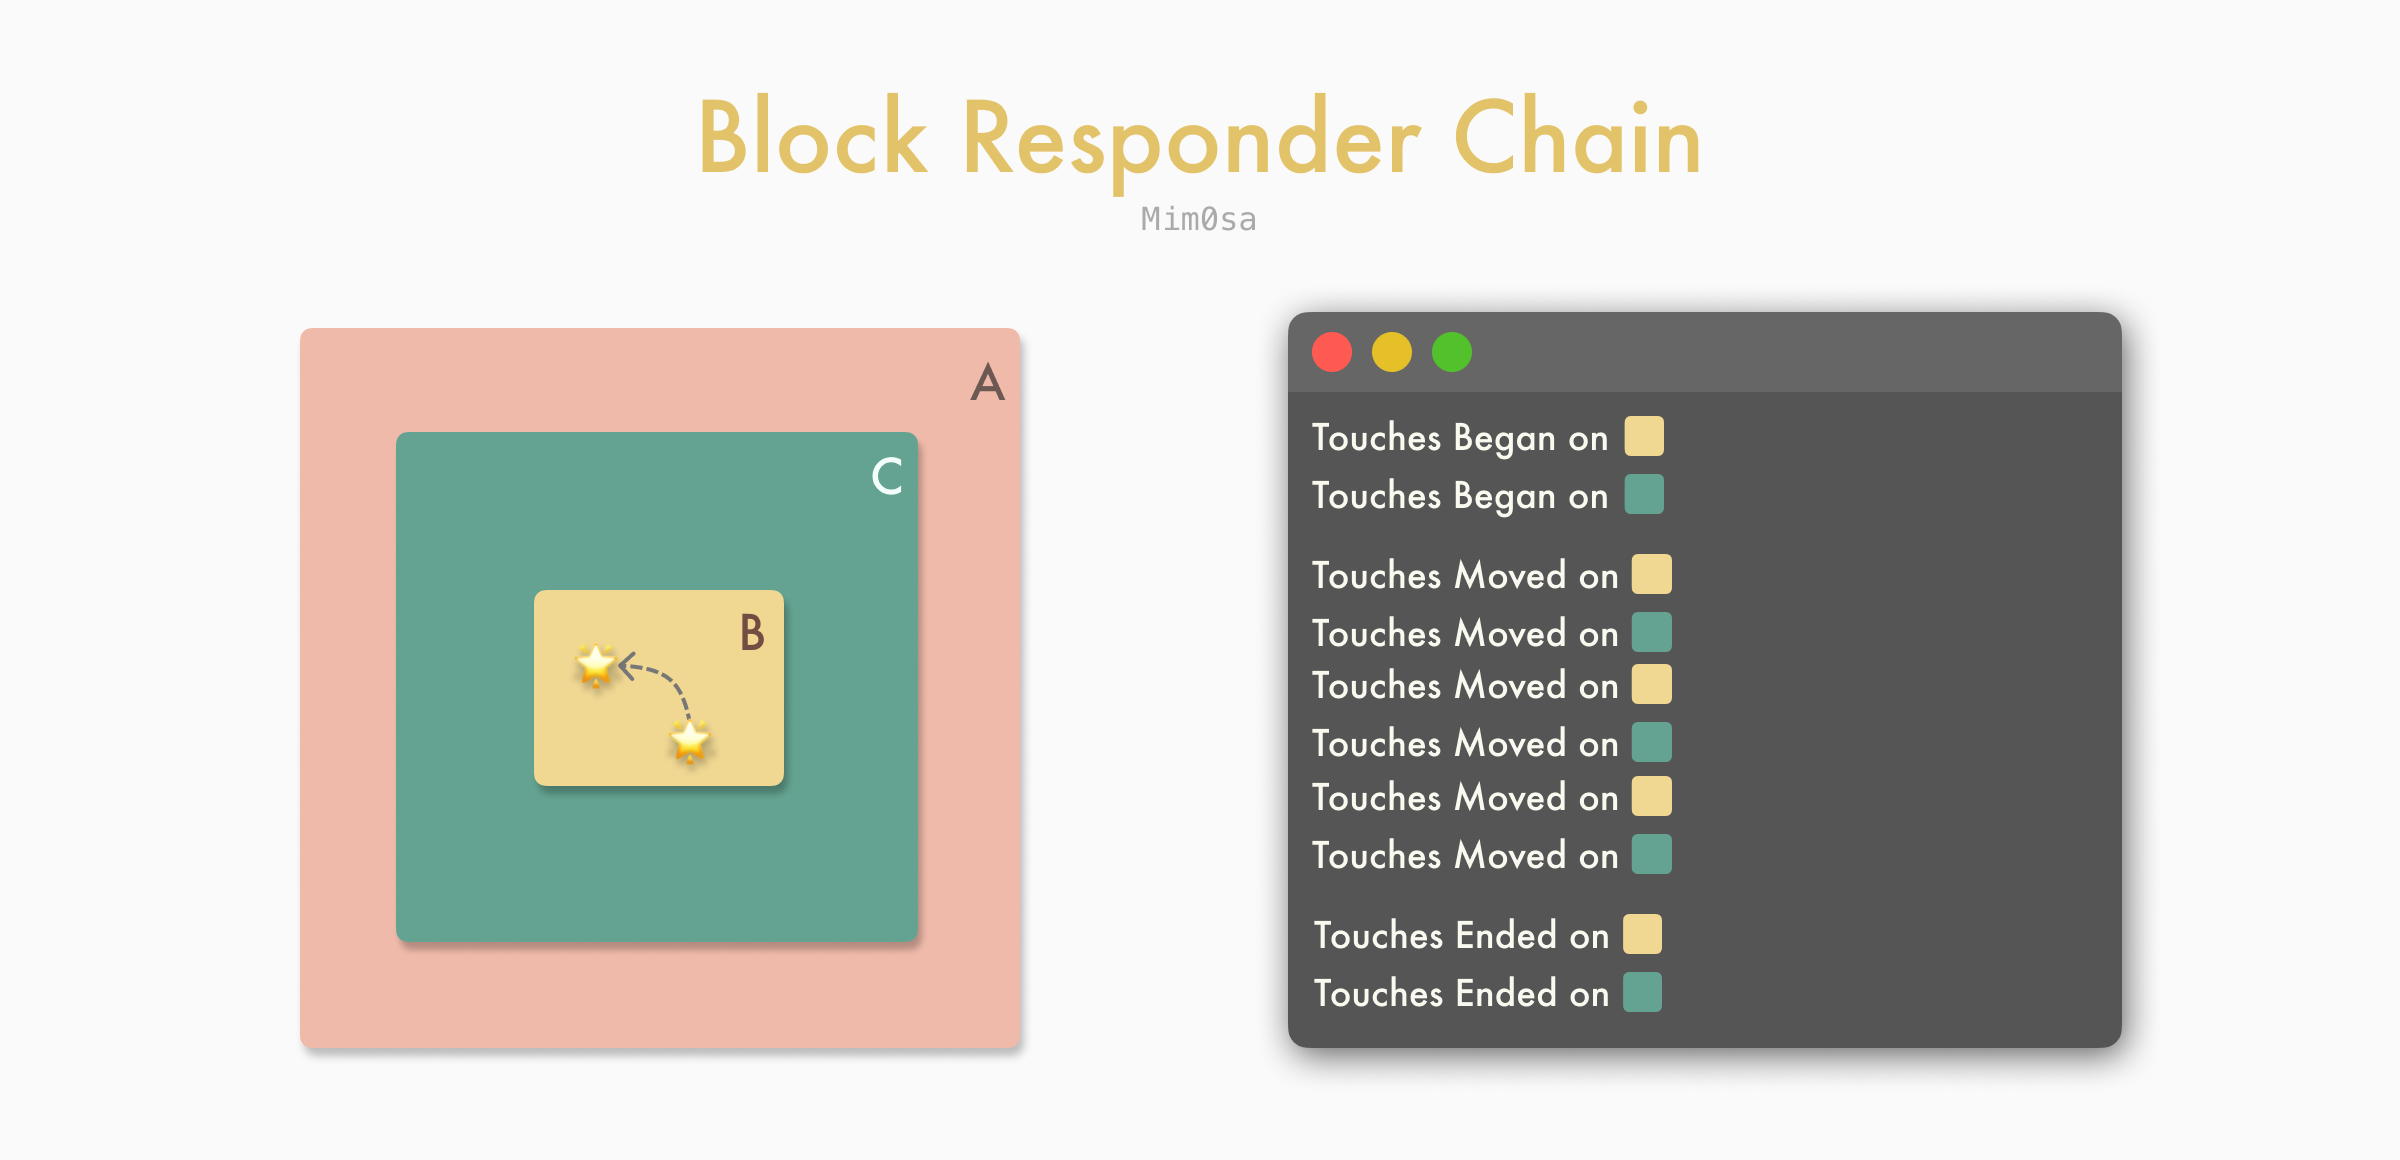 Block Responder Chain
Mim0sa
A
C
B
Touches Began on
Touches Began on
Touches Moved on
Touches Moved on
Touches Moved on
Touches Moved on
Touches Moved on
Touches Moved on
Touches Ended on
Touches Ended on